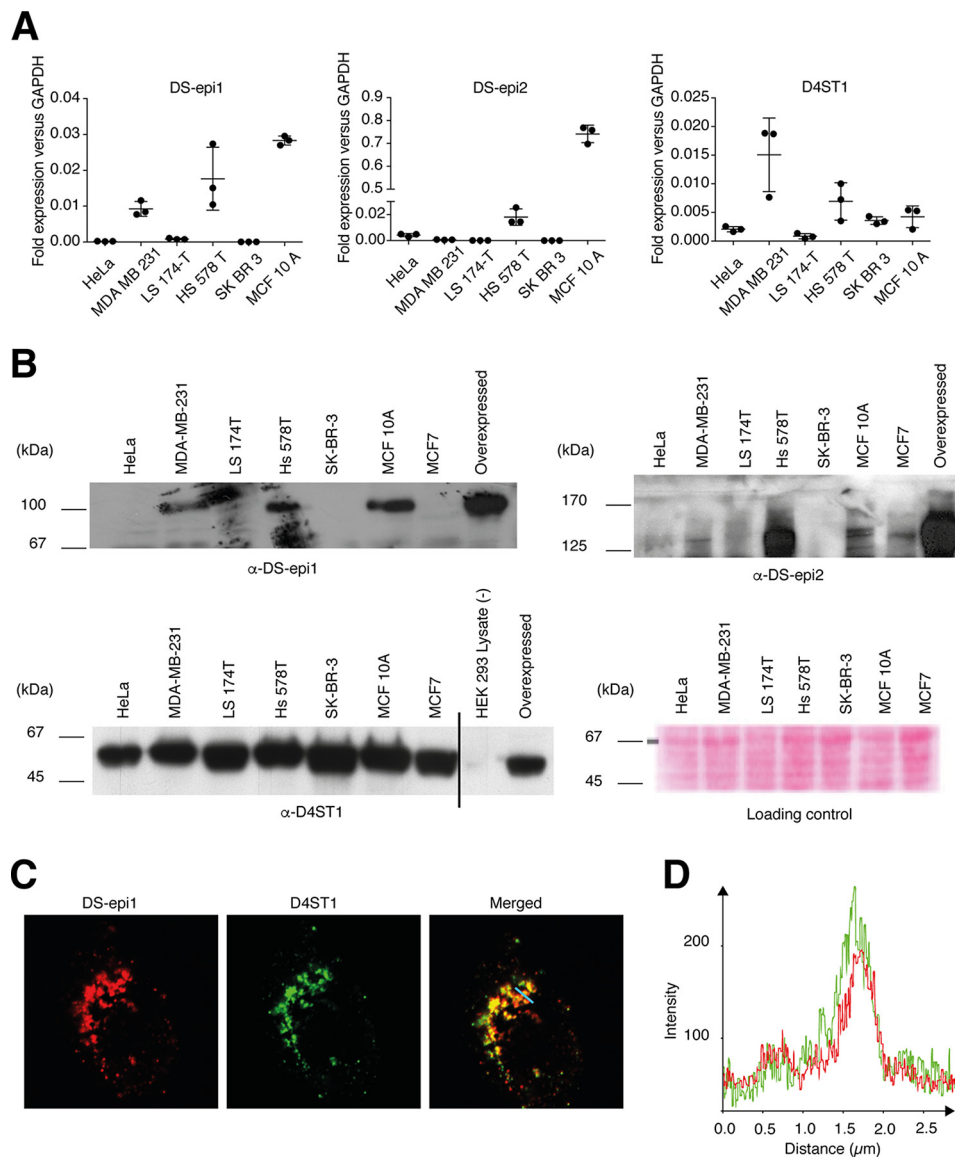 A
DS-epi1
DS-epi2
D4ST1
Fold expression versus GAPDH
0.04
0.03
0.02
0.01
0.00
HeLa
MDA MB 231
LS 174-T
HS 578 T
SK BR 3
MCF 10 A
Fold expression versus GAPDH
0.9
0.8
0.7
0.6
0.5
0.02
0.00
HeLa
MDA MB 231
LS 174-T
HS 578 T
SK BR 3
MCF 10 A
Fold expression versus GAPDH
0.025
0.020
0.015
0.010
0.005
0.000
HeLa
MDA MB 231
LS 174-T
HS 578 T
SK BR 3
MCF 10 A
B
(kDa)
HeLa
MDA-MB-231
LS 174T
Hs 578T
SK-BR-3
MCF 10A
MCF7
Overexpressed
100
67
α-DS-epi1
(kDa)
HeLa
MDA-MB-231
LS 174T
Hs 578T
SK-BR-3
MCF 10A
MCF7
Overexpressed
170
125
α-DS-epi2
(kDa)
HeLa
MDA-MB-231
LS 174T
Hs 578T
SK-BR-3
MCF 10A
MCF7
HEK 293 Lysate (-)
Overexpressed
67
45
α-D4ST1
(kDa)
HeLa
MDA-MB-231
LS 174T
Hs 578T
SK-BR-3
MCF 10A
MCF7
67
45
Loading control
C
DS-epi1
D4ST1
Merged
D
Intensity
200
100
0.0
0.5
1.0
1.5
2.0
2.5
Distance (µm)